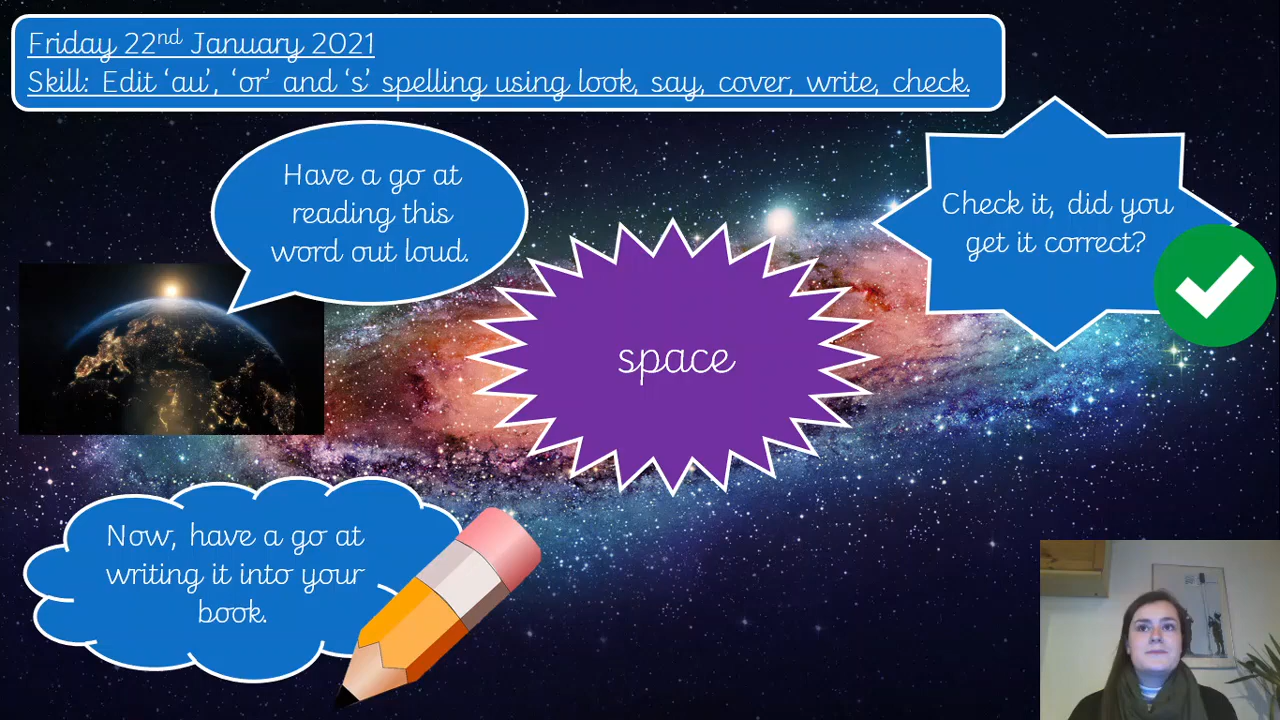 Friday 22nd January 2021
Skill: Edit ‘au’, ‘or’ and ‘s’ spelling using look, say, cover, write, check.
Have a go at
reading this
word out loud.
Check it, did you
get it correct?
space
Now, have a go at
writing it into your
book.